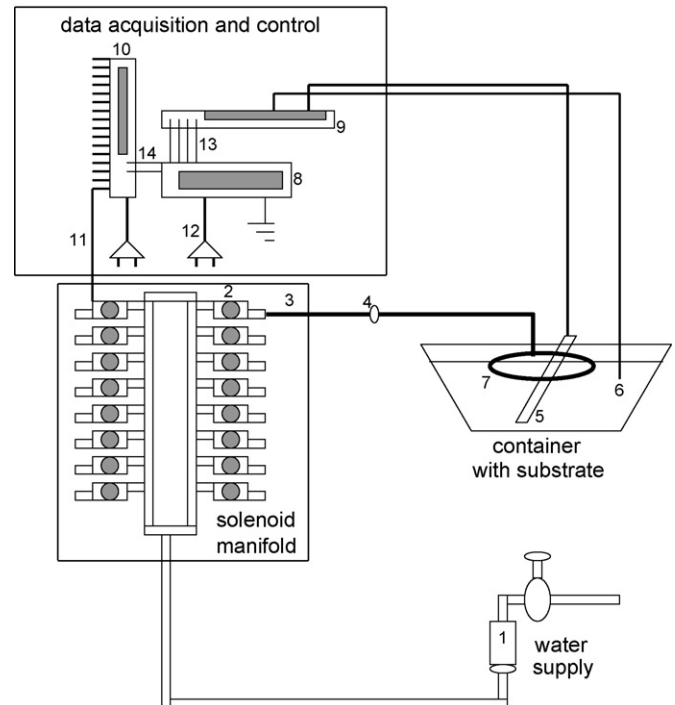 data acquisition and control
10
9
13
14
8
11
12
2
3
4
7
6
5
container
with substrate
solenoid
manifold
1
water
supply